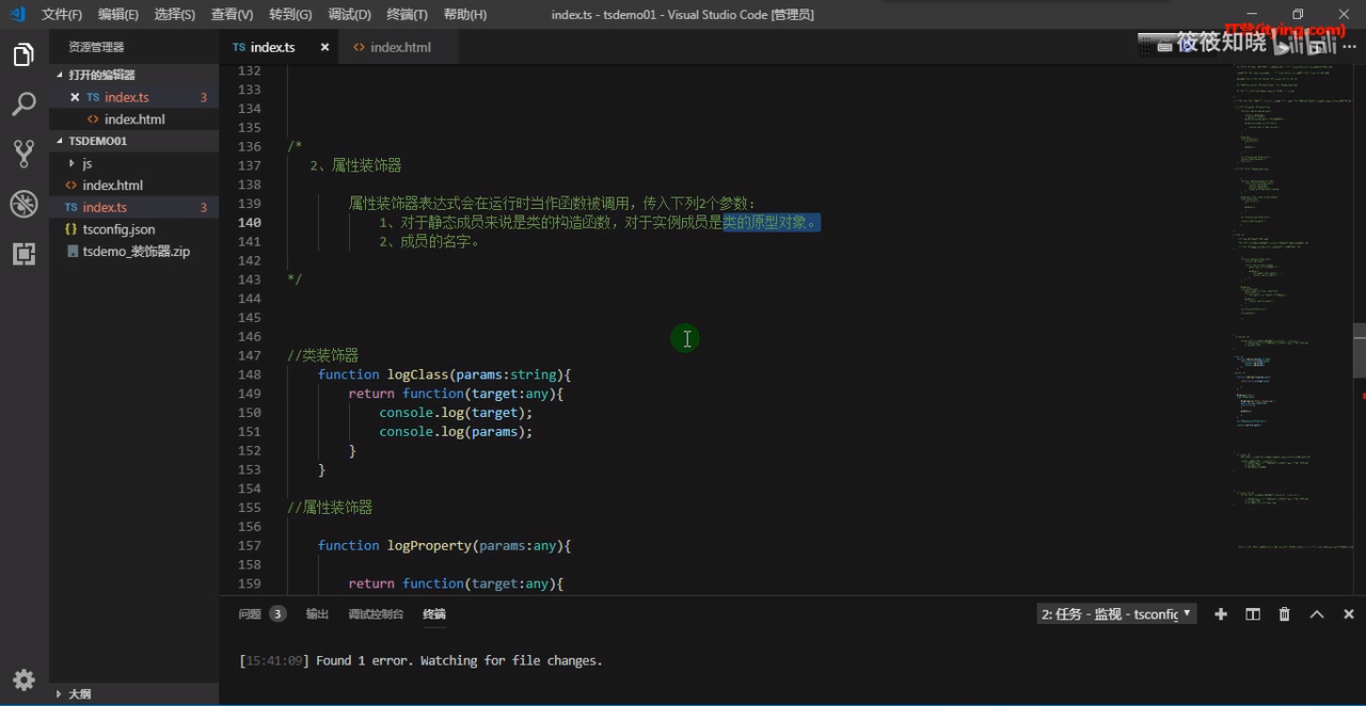 文件(F) 编辑(E) 选择(S) 查看(V) 转到(G) 调试(D) 终端(T) 帮助(H) index.ts - tsdemo01 - Visual Studio Code [管理员]
IT营(itying.com)
筱筱知晓 bilibili
资源管理器
TS index.ts × <> index.html
打开的编辑器
× TS index.ts 3
<> index.html
TSDEMO01
js
<> index.html
TS index.ts 3
{} tsconfig.json
tsdemo_装饰器.zip
大纲
132
133
134
135
136 /*
137 2、属性装饰器
138
139 属性装饰器表达式会在运行时当作函数被调用，传入下列2个参数：
140 1、对于静态成员来说是类的构造函数，对于实例成员是类的原型对象。
141 2、成员的名字。
142
143 */
144
145
146
147 //类装饰器
148 function logClass(params:string){
149 return function(target:any){
150 console.log(target);
151 console.log(params);
152 }
153 }
154
155 //属性装饰器
156
157 function logProperty(params:any){
158
159 return function(target:any){
问题 3 输出 调试控制台 终端 2: 任务 - 监视 - tsconfig
[15:41:09] Found 1 error. Watching for file changes.